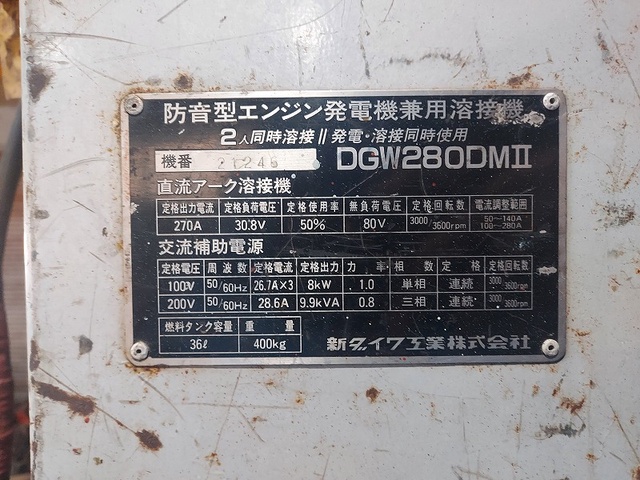 防音型エンジン発電機兼用溶接機
2人同時溶接 // 発電・溶接同時使用
機番 DGW280DMⅡ
直流アーク溶接機
定格出力電流 定格負荷電圧 定格使用率 無負荷電圧 定格回転数 電流調整範囲
270A 30.8V 50% 80V 3000/3600rpm 50～140A 100～280A
交流補助電源
定格電圧 周波数 定格電流 定格出力 力率 相数 定格 定格回転数
100V 50/60Hz 26.7A×3 8kW 1.0 単相 連続 3000/3600rpm
200V 50/60Hz 28.6A 9.9kVA 0.8 三相 連続 3000/3600rpm
燃料タンク容量 重量
36ℓ 400kg
新ダイワ工業株式会社